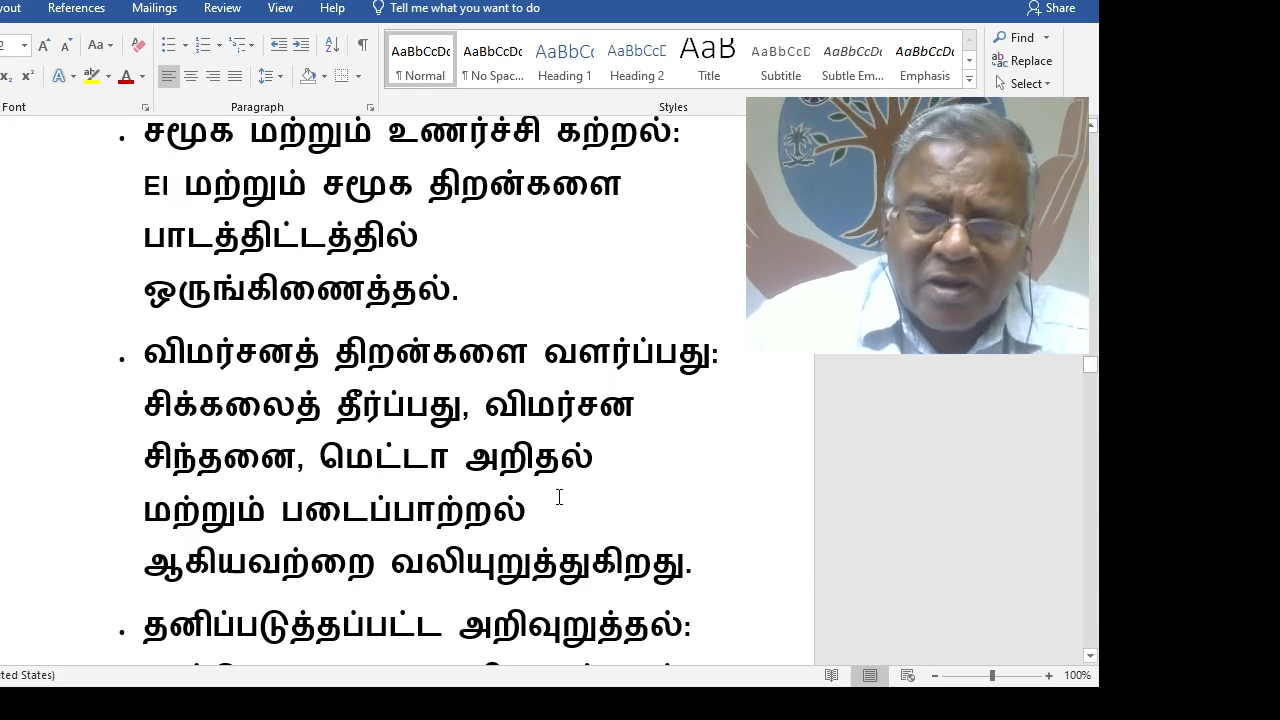 yout References Mailings Review View Help Tell me what you want to do Share
Aa AaBbCcDc AaBbCcDc AaBbCc AaBbCcD AaB AaBbCcD AaBbCcDc AaBbCcDc Find
Replace
A A ¶ Normal ¶ No Spac... Heading 1 Heading 2 Title Subtle Em... Emphasis Select
Font Paragraph Styles
• சமூக மற்றும் உணர்ச்சி கற்றல்:
EI மற்றும் சமூக திறன்களை
பாடத்திட்டத்தில்
ஒருங்கிணைத்தல்.
• விமர்சனத் திறன்களை வளர்ப்பது:
சிக்கலைத் தீர்ப்பது, விமர்சன
சிந்தனை, மெட்டா அறிதல்
மற்றும் படைப்பாற்றல்
ஆகியவற்றை வலியுறுத்துகிறது.
• தனிப்படுத்தப்பட்ட அறிவுறுத்தல்:
ited States) 100%